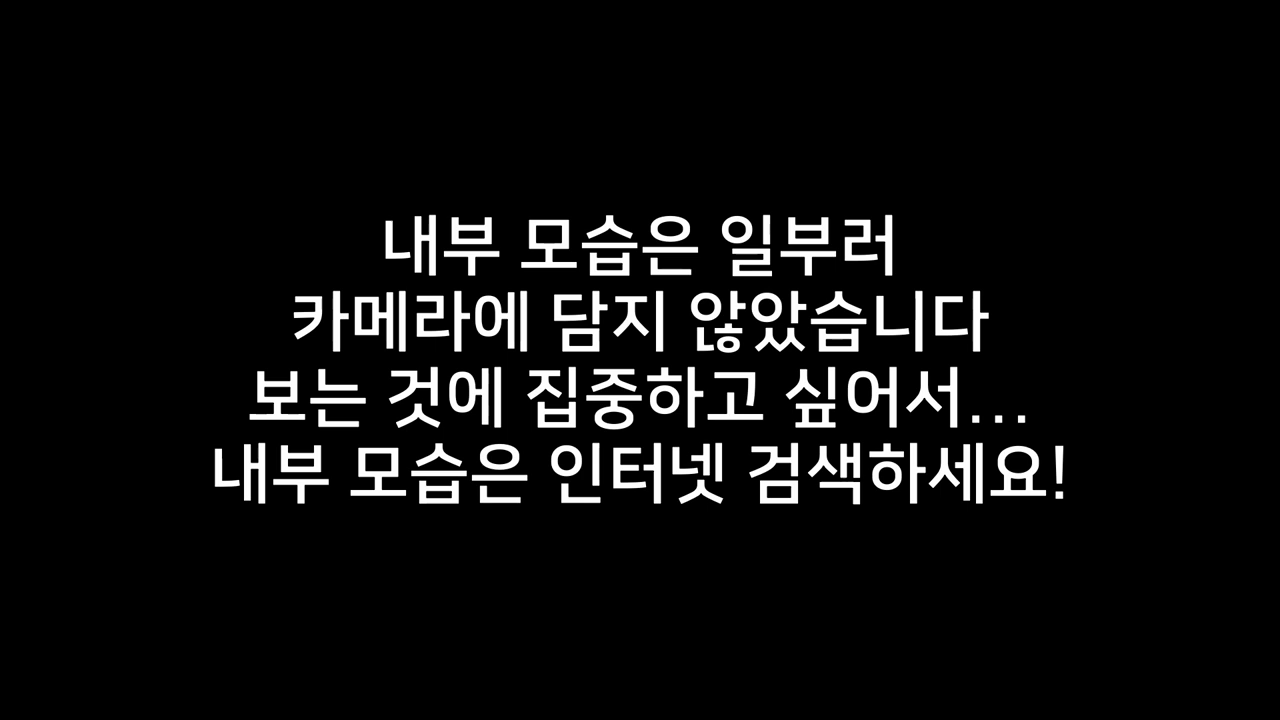 내부 모습은 일부러
카메라에 담지 않았습니다
보는 것에 집중하고 싶어서...
내부 모습은 인터넷 검색하세요!